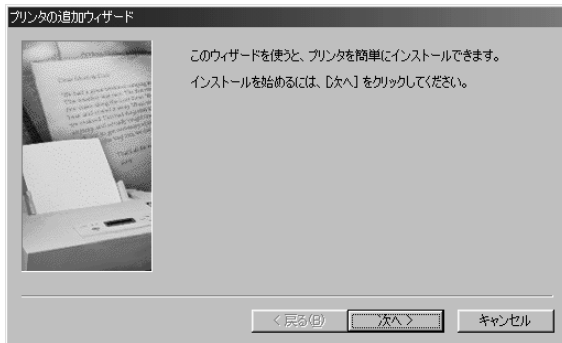 プリンタの追加ウィザード
このウィザードを使うと、プリンタを簡単にインストールできます。
インストールを始めるには、[次へ] をクリックしてください。
Dear Mom & Dad,
< 戻る(B)
次へ >
キャンセル